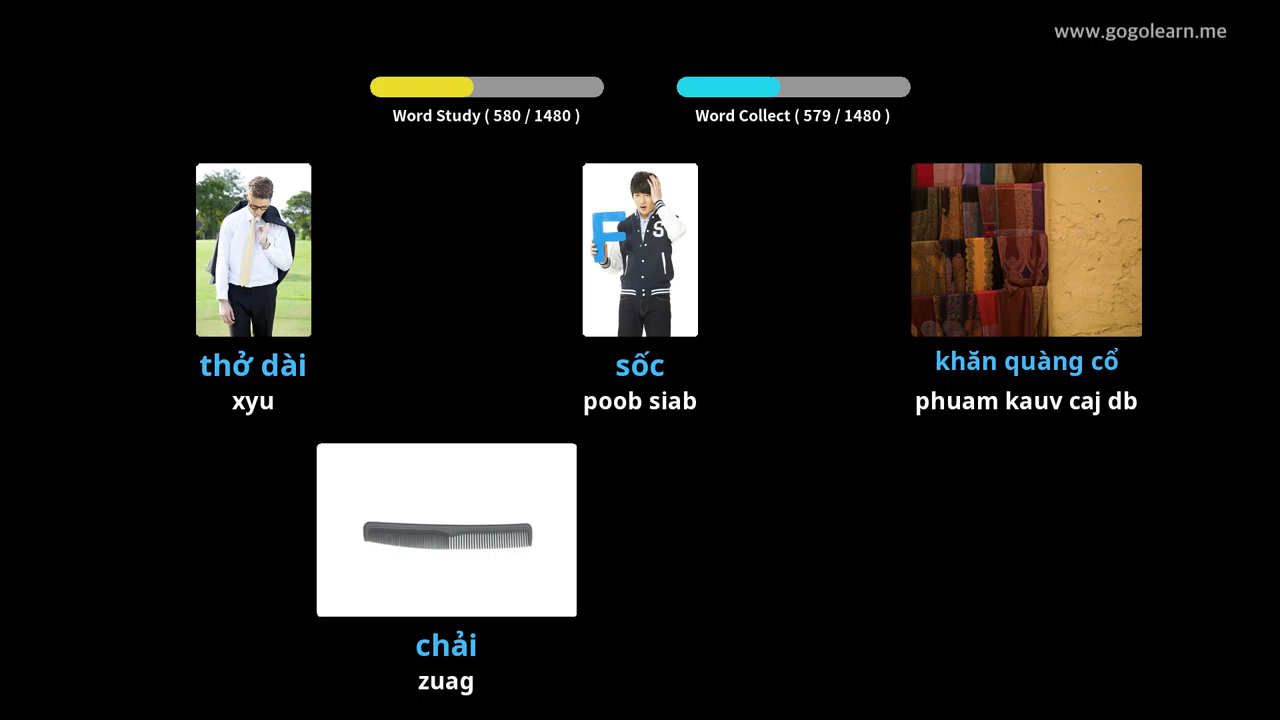 www.gogolearn.me
Word Study ( 580 / 1480 )
Word Collect ( 579 / 1480 )
F
S
thở dài
xyu
sốc
poob siab
khăn quàng cổ
phuam kauv caj db
chải
zuag